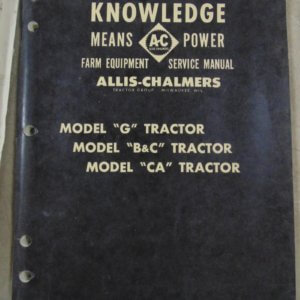 KNOWLEDGE
MEANS A-C POWER
FARM EQUIPMENT SERVICE MANUAL
ALLIS-CHALMERS
TRACTOR GROUP MILWAUKEE, WIS.
MODEL "G" TRACTOR
MODEL "B&C" TRACTOR
MODEL "CA" TRACTOR